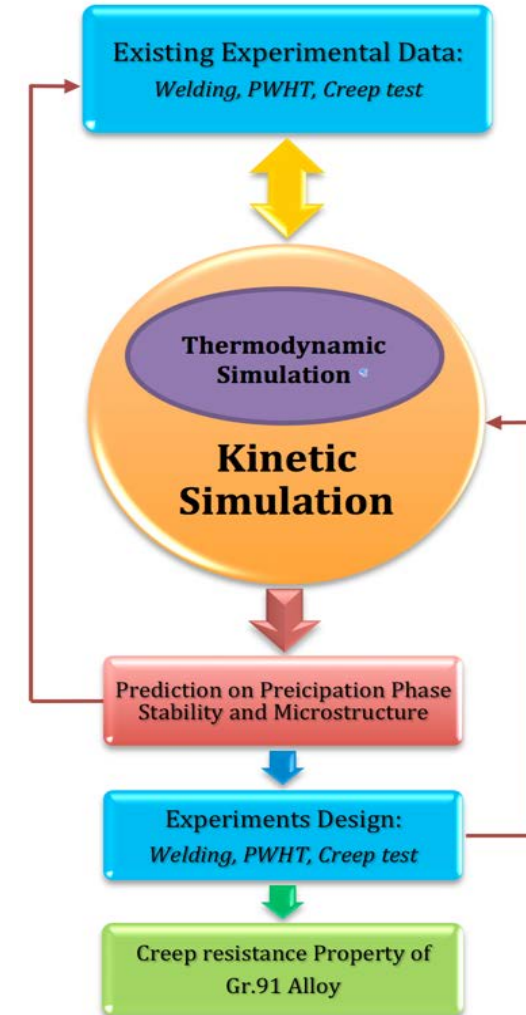 Existing Experimental Data:
Welding, PWHT, Creep test
Thermodynamic
Simulation
Kinetic
Simulation
Prediction on Preicipation Phase
Stability and Microstructure
Experiments Design:
Welding, PWHT, Creep test
Creep resistance Property of
Gr.91 Alloy